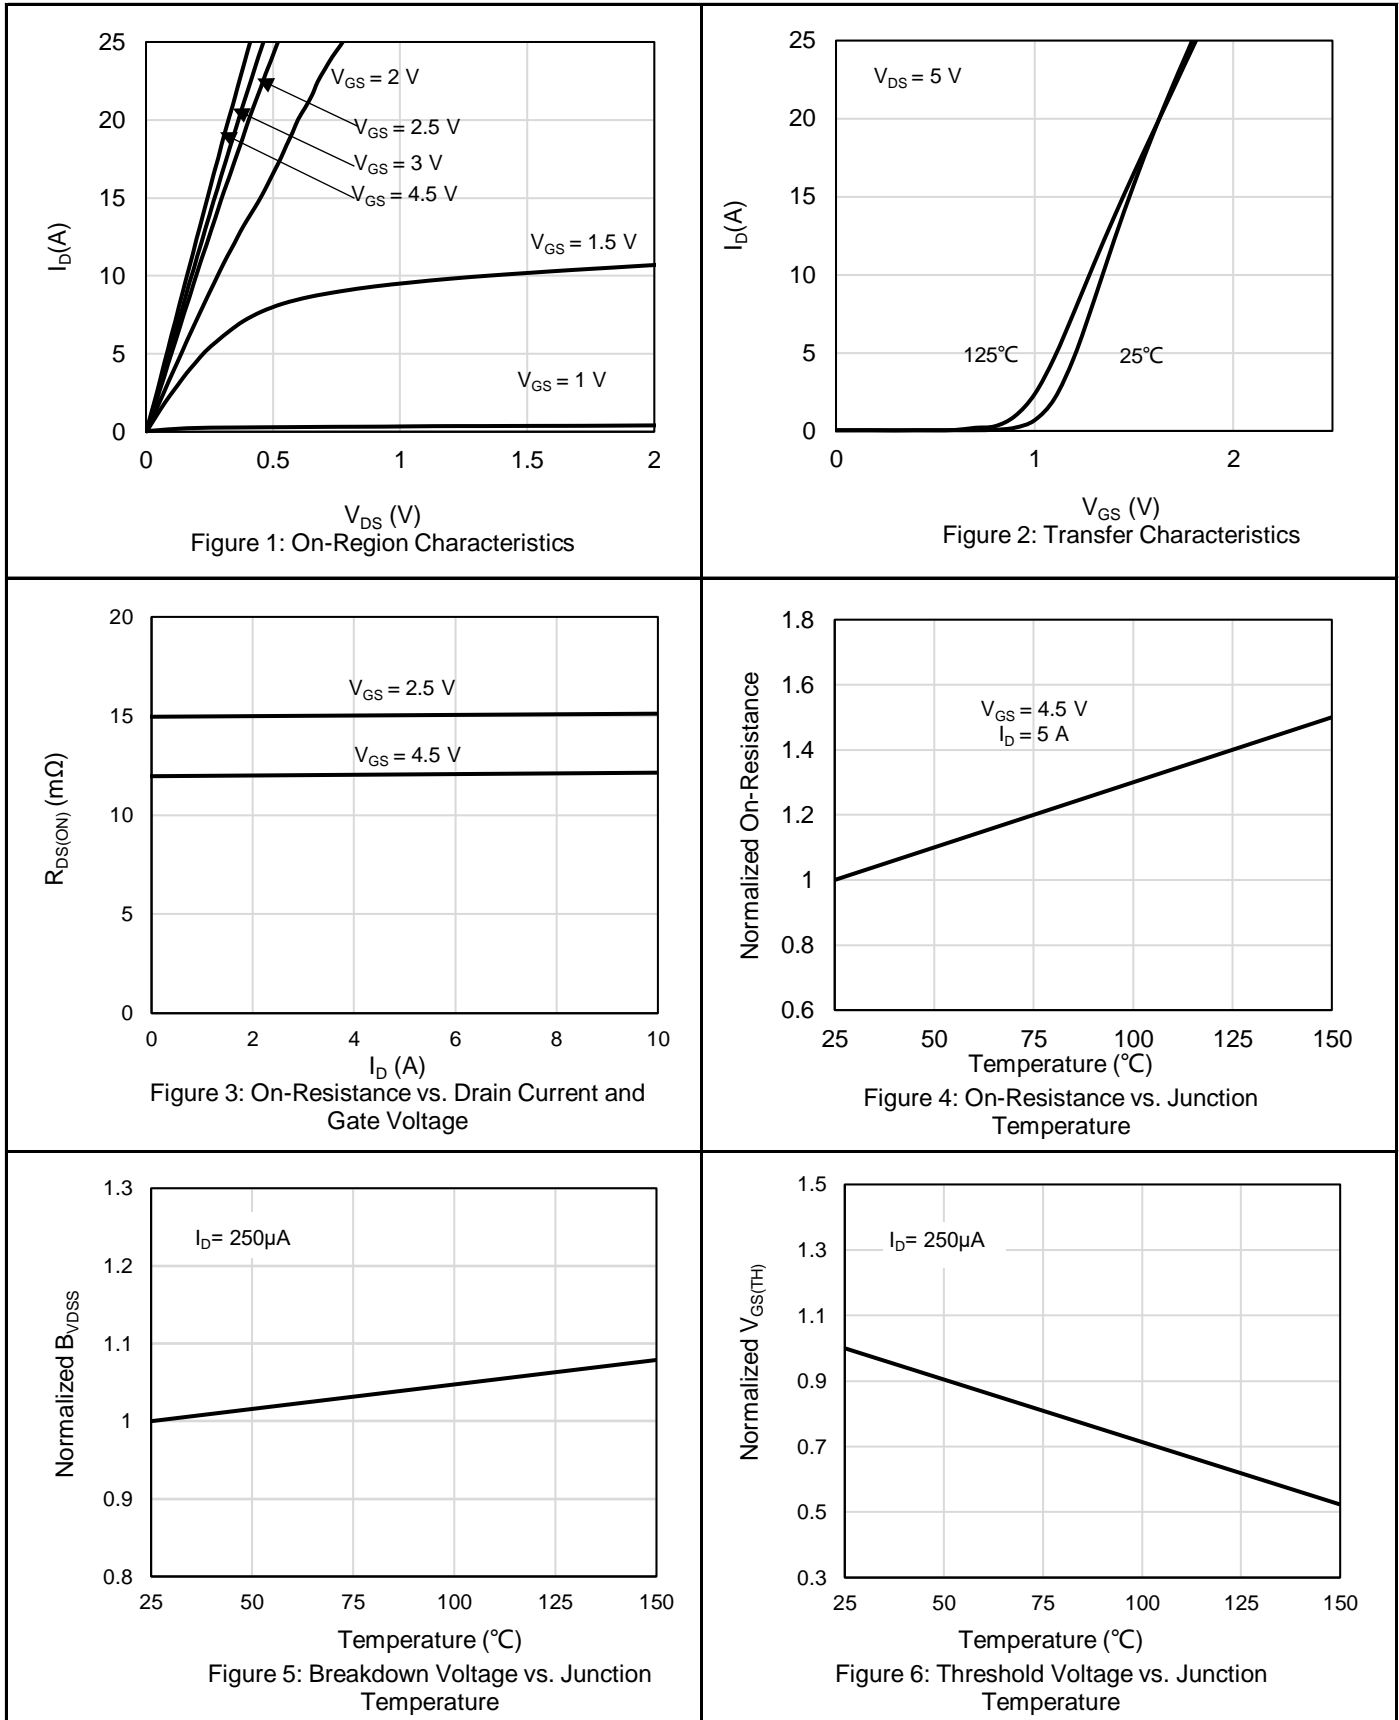 25
20
15
10
5
0
I_D(A)
V_GS = 2 V
V_GS = 2.5 V
V_GS = 3 V
V_GS = 4.5 V
V_GS = 1.5 V
V_GS = 1 V
0 0.5 1 1.5 2
V_DS (V)
Figure 1: On-Region Characteristics
25
20
15
10
5
0
I_D(A)
V_DS = 5 V
125℃ 25℃
0 1 2
V_GS (V)
Figure 2: Transfer Characteristics
20
15
10
5
0
R_DS(ON) (mΩ)
V_GS = 2.5 V
V_GS = 4.5 V
0 2 4 6 8 10
I_D (A)
Figure 3: On-Resistance vs. Drain Current and
Gate Voltage
1.8
1.6
1.4
1.2
1
0.8
0.6
Normalized On-Resistance
V_GS = 4.5 V
I_D = 5 A
25 50 75 100 125 150
Temperature (℃)
Figure 4: On-Resistance vs. Junction
Temperature
1.3
1.2
1.1
1
0.9
0.8
Normalized B_VDSS
I_D= 250μA
25 50 75 100 125 150
Temperature (℃)
Figure 5: Breakdown Voltage vs. Junction
Temperature
1.5
1.3
1.1
0.9
0.7
0.5
0.3
Normalized V_GS(TH)
I_D= 250μA
25 50 75 100 125 150
Temperature (℃)
Figure 6: Threshold Voltage vs. Junction
Temperature